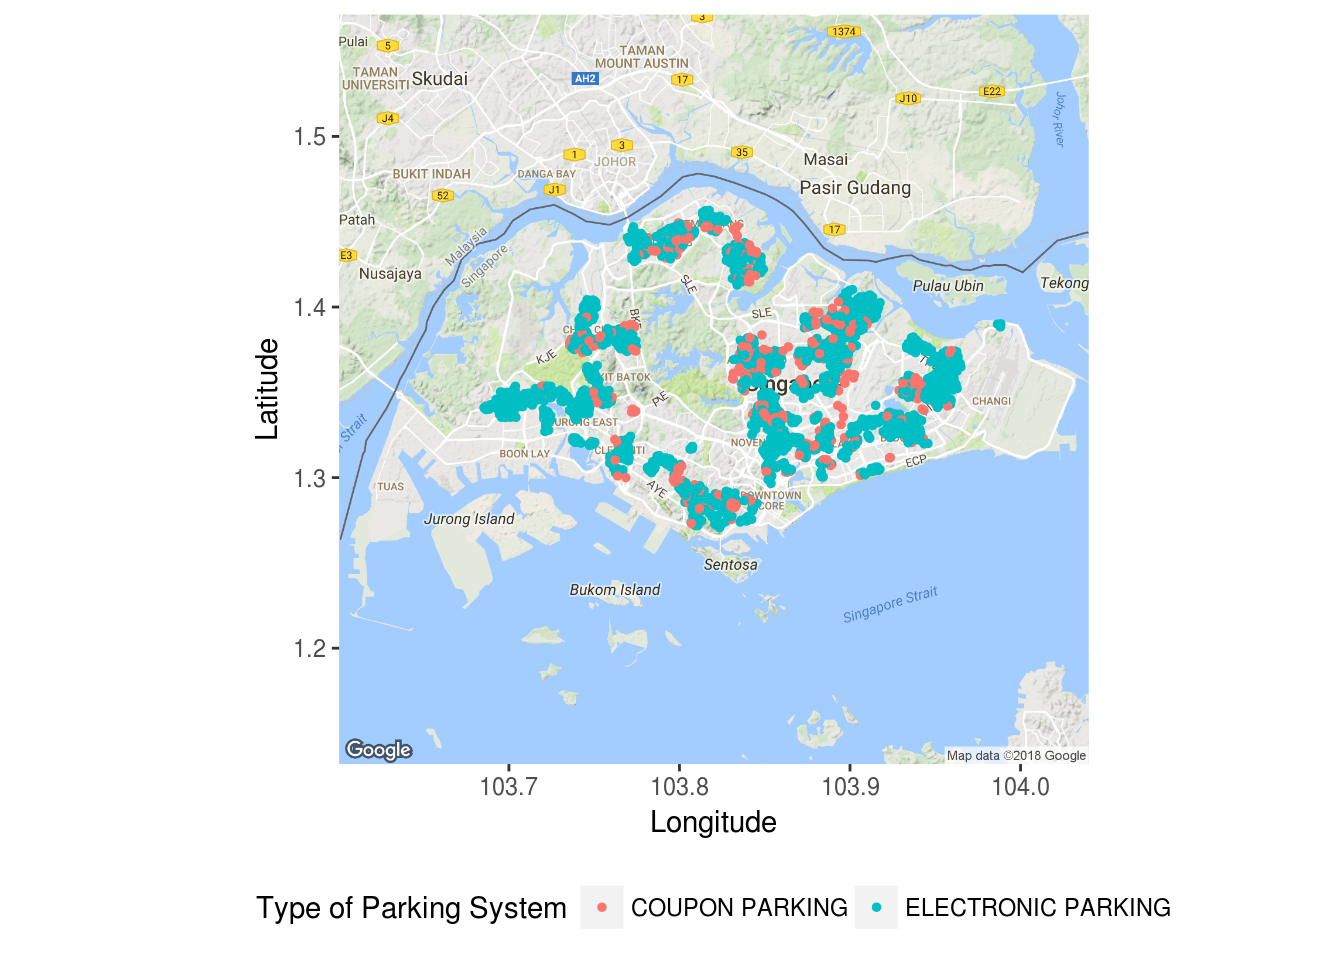 3
Pulai
5
1374
TAMAN
MOUNT AUSTIN
TAMAN
UNIVERSITI
Skudai
AH2
17
E22
J10
Johor River
J4
1.5
1
3
35
JOHOR
Masai
BUKIT INDAH
DANGA BAY
J1
52
Pasir Gudang
Patah
17
Malaysia
Singapore
E3
Nusajaya
SLE
Pulau Ubin
Tekong
1.4
SLE
KJE
BATOK
PIE
CHANGI
Latitude
BOON LAY
ECP
1.3
TUAS
AYE
DOWNTOWN
CORE
Jurong Island
Sentosa
Bukom Island
Singapore Strait
1.2
Google
Map data ©2018 Google
103.7
103.8
103.9
104.0
Longitude
Type of Parking System
COUPON PARKING
ELECTRONIC PARKING